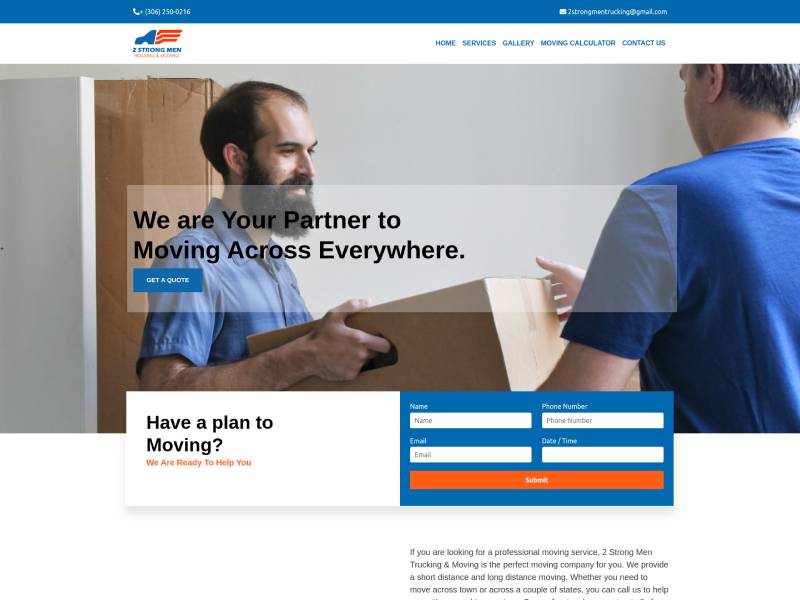 + (306) 250-0216
2strongmentrucking@gmail.com
2 STRONG MEN
TRUCKING & MOVING
HOME SERVICES GALLERY MOVING CALCULATOR CONTACT US
We are Your Partner to
Moving Across Everywhere.
GET A QUOTE
Have a plan to
Moving?
We Are Ready To Help You
Name
Phone Number
Name
Phone Number
Email
Date / Time
Email
Submit
If you are looking for a professional moving service, 2 Strong Men
Trucking & Moving is the perfect moving company for you. We provide
a short distance and long distance moving. Whether you need to
move across town or across a couple of states, you can call us to help